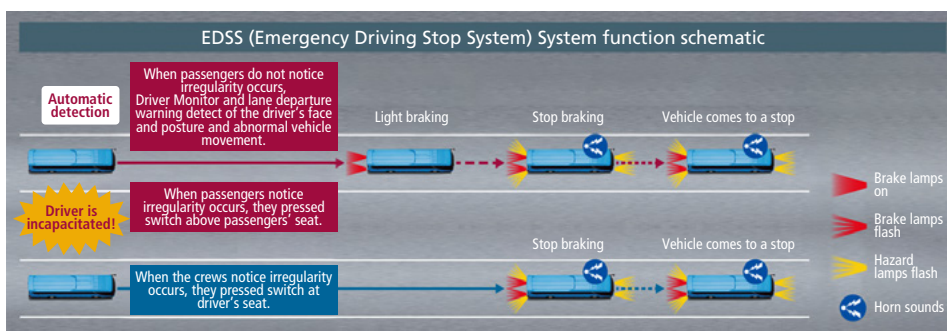 EDSS (Emergency Driving Stop System) System function schematic
Automatic
detection
When passengers do not notice
irregularity occurs,
Driver Monitor and lane departure
warning detect of the driver's face
and posture and abnormal vehicle
movement.
Light braking
Stop braking
Vehicle comes to a stop
Driver is
incapacitated!
When passengers notice
irregularity occurs, they pressed
switch above passengers' seat.
Stop braking
Vehicle comes to a stop
When the crews notice irregularity
occurs, they pressed switch at
driver's seat.
Brake lamps
on
Brake lamps
flash
Hazard
lamps flash
Horn sounds